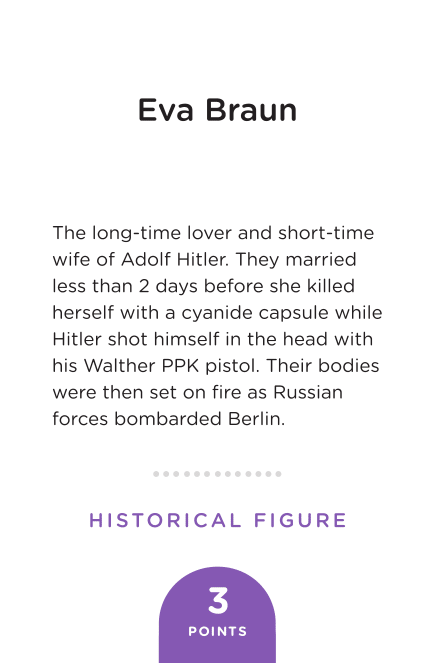 Eva Braun
The long-time lover and short-time
wife of Adolf Hitler. They married
less than 2 days before she killed
herself with a cyanide capsule while
Hitler shot himself in the head with
his Walther PPK pistol. Their bodies
were then set on fire as Russian
forces bombarded Berlin.
HISTORICAL FIGURE
3
POINTS